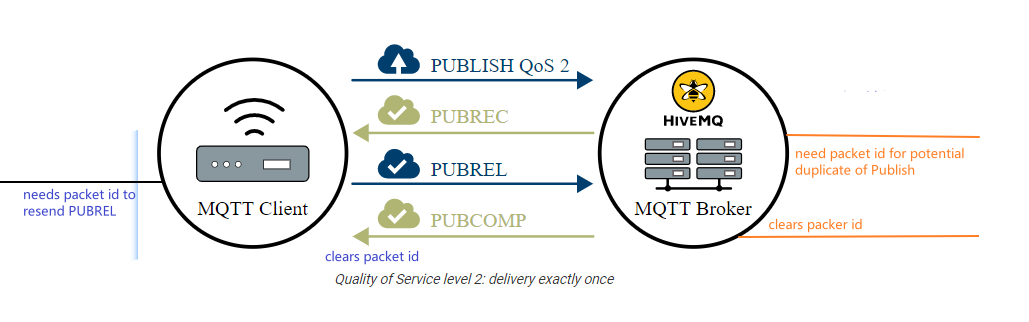 PUBLISH QoS 2
HIVEMQ
PUBREC
need packet id for potential
duplicate of Publish
PUBREL
needs packet id to
resend PUBREL
MQTT Client
MQTT Broker
PUBCOMP
clears packer id
clears packet id
Quality of Service level 2: delivery exactly once